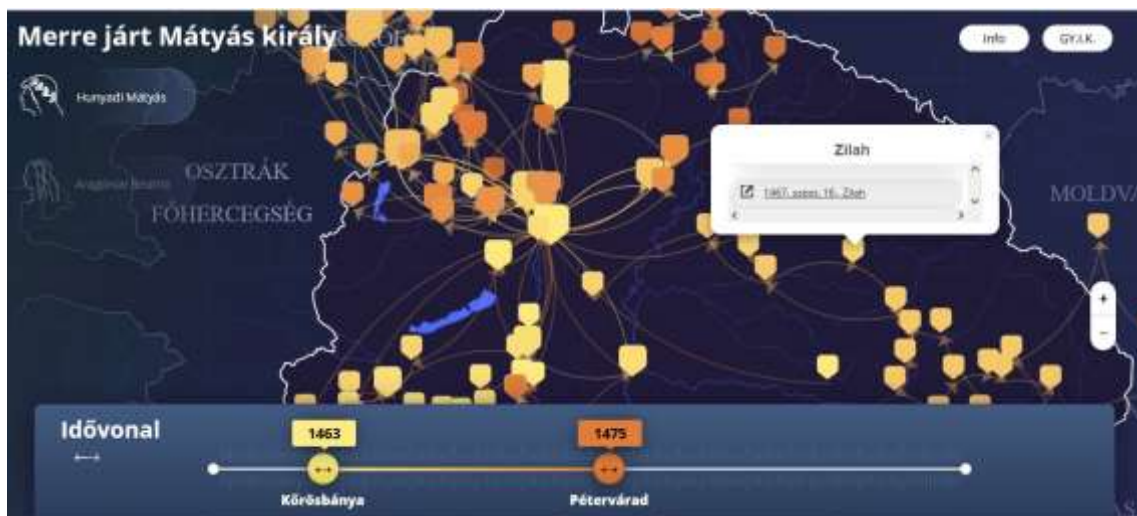 Merre járt Mátyás király
Info
GY.I.K.
Hunyadi Mátyás
OSZTRÁK
FŐHERCEGSÉG
MOLDVA
Zilah
1467. szept. 16., Zilah
+
−
Idővonal
1463
1475
Kőrösbánya
Pétervárad